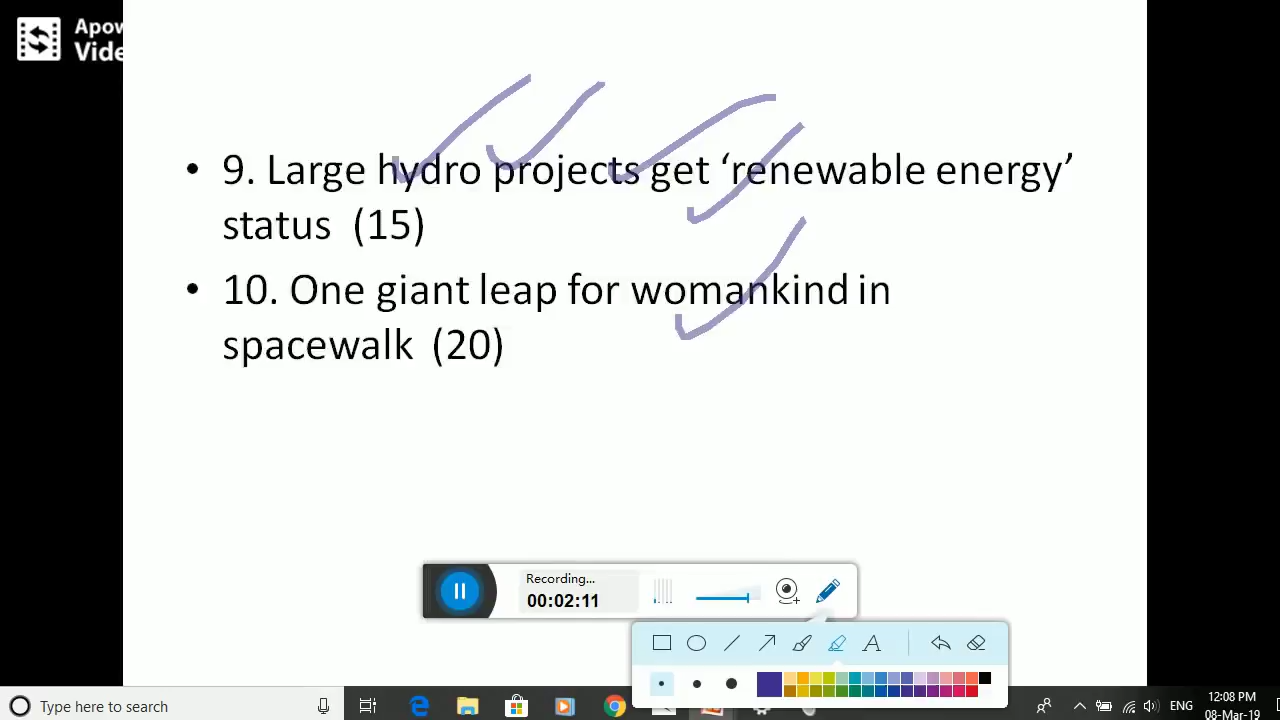 Apow
Vide
• 9. Large hydro projects get ‘renewable energy’
status (15)
• 10. One giant leap for womankind in
spacewalk (20)
Recording...
00:02:11
A
Type here to search
ENG
12:08 PM
08-Mar-19